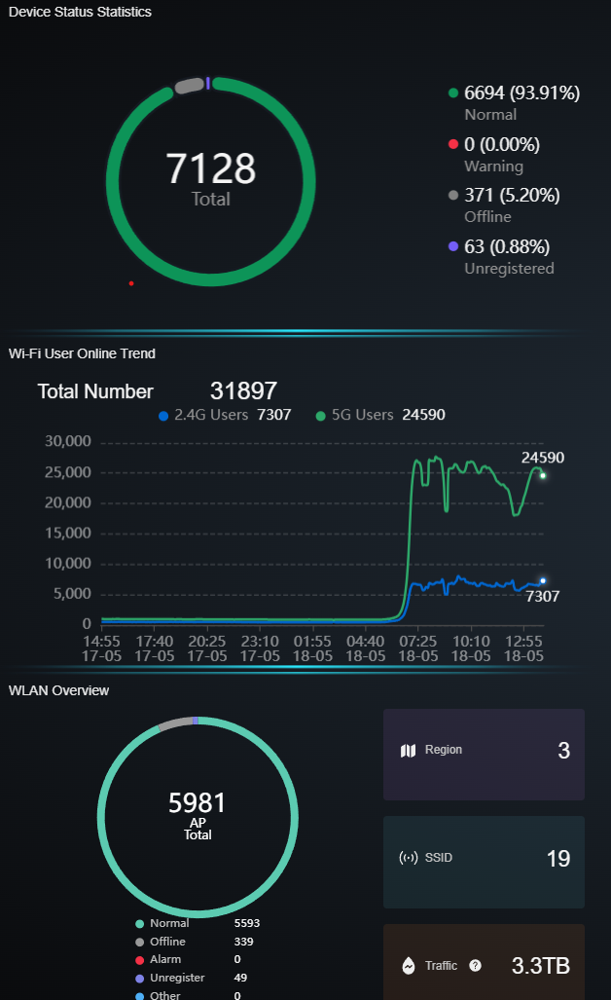 Device Status Statistics
7128
Total
6694 (93.91%)
Normal
0 (0.00%)
Warning
371 (5.20%)
Offline
63 (0.88%)
Unregistered
Wi-Fi User Online Trend
Total Number 31897
2.4G Users 7307 5G Users 24590
30,000
25,000
20,000
15,000
10,000
5,000
0
24590
7307
14:55 17:40 20:25 23:10 01:55 04:40 07:25 10:10 12:55
17-05 17-05 17-05 17-05 18-05 18-05 18-05 18-05 18-05
WLAN Overview
5981
AP
Total
Normal 5593
Offline 339
Alarm 0
Unregister 49
Other 0
Region 3
SSID 19
Traffic ? 3.3TB